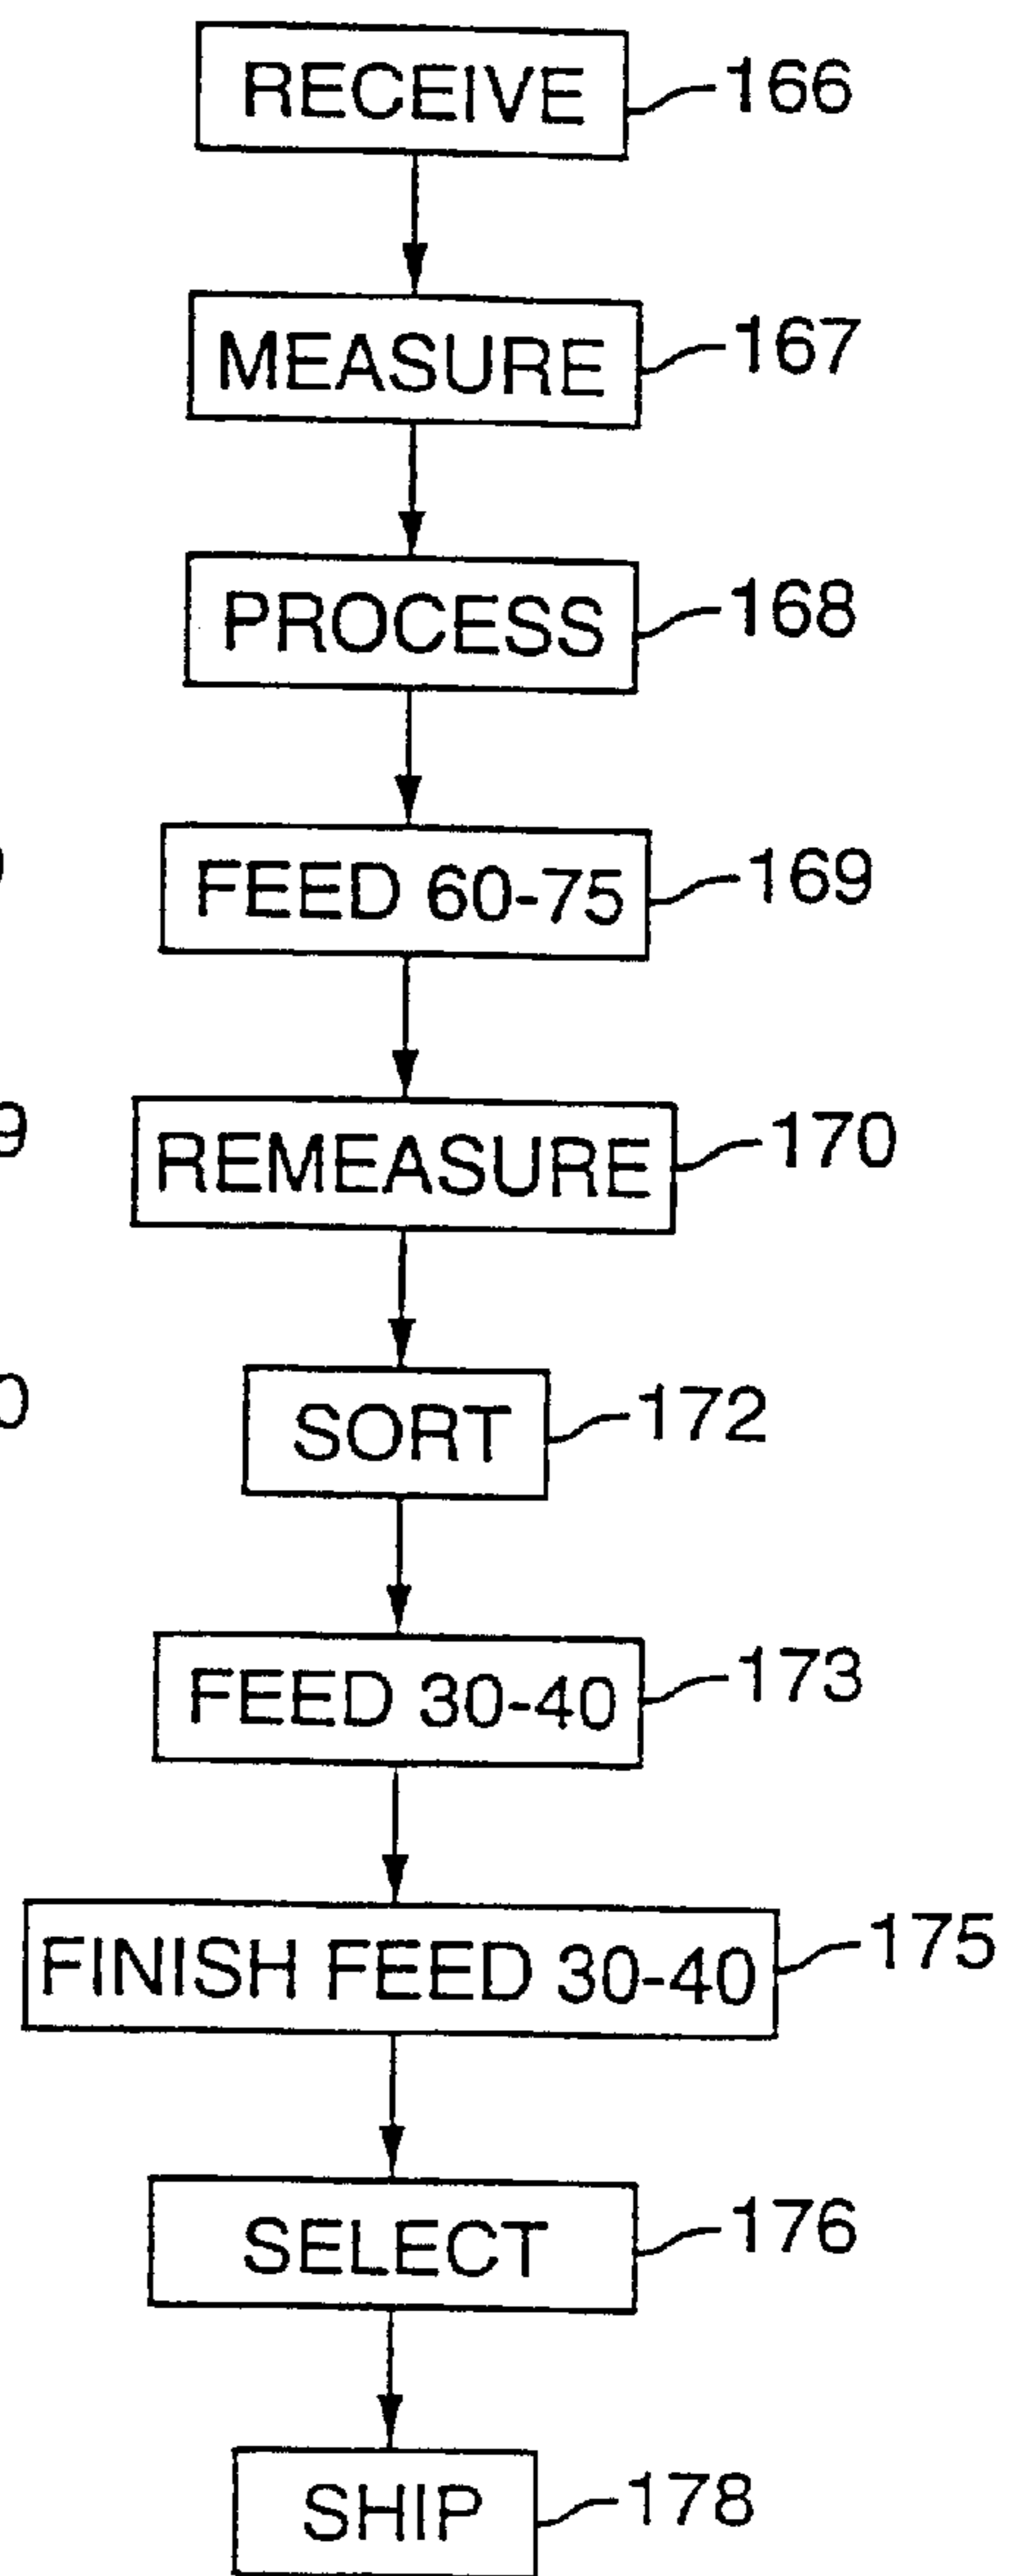 RECEIVE 166
MEASURE 167
PROCESS 168
FEED 60-75 169
REMEASURE 170
SORT 172
FEED 30-40 173
FINISH FEED 30-40 175
SELECT 176
SHIP 178